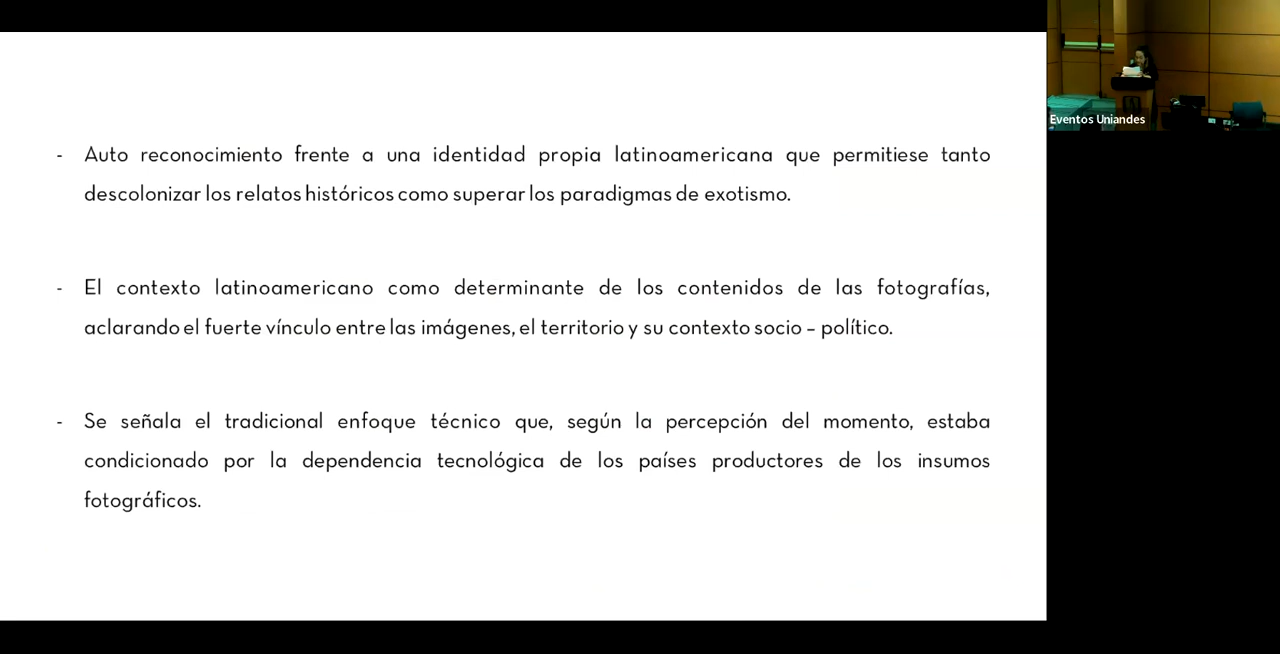 - Auto reconocimiento frente a una identidad propia latinoamericana que permitiese tanto
descolonizar los relatos históricos como superar los paradigmas de exotismo.
- El contexto latinoamericano como determinante de los contenidos de las fotografías,
aclarando el fuerte vínculo entre las imágenes, el territorio y su contexto socio – político.
- Se señala el tradicional enfoque técnico que, según la percepción del momento, estaba
condicionado por la dependencia tecnológica de los países productores de los insumos
fotográficos.
Eventos Uniandes